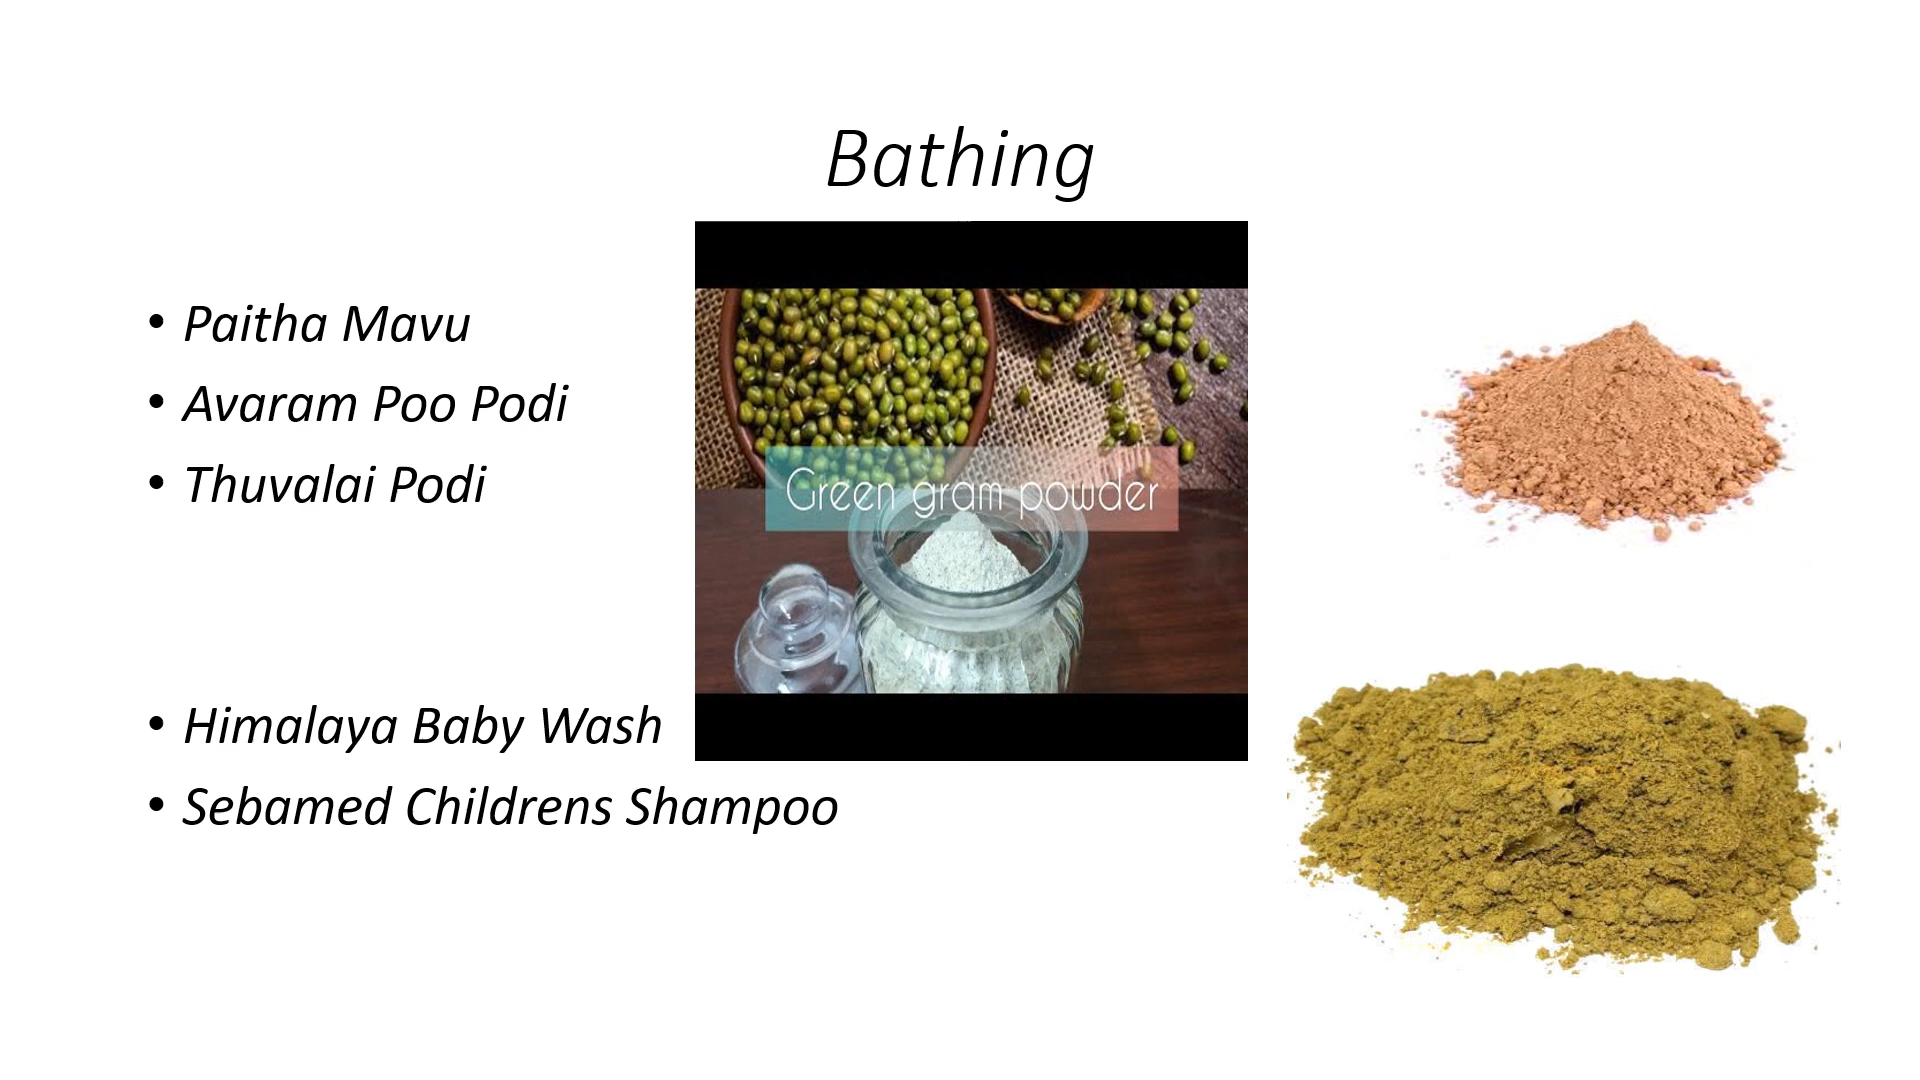 Bathing
• Paitha Mavu
• Avaram Poo Podi
• Thuvalai Podi
Green gram powder
• Himalaya Baby Wash
• Sebamed Childrens Shampoo